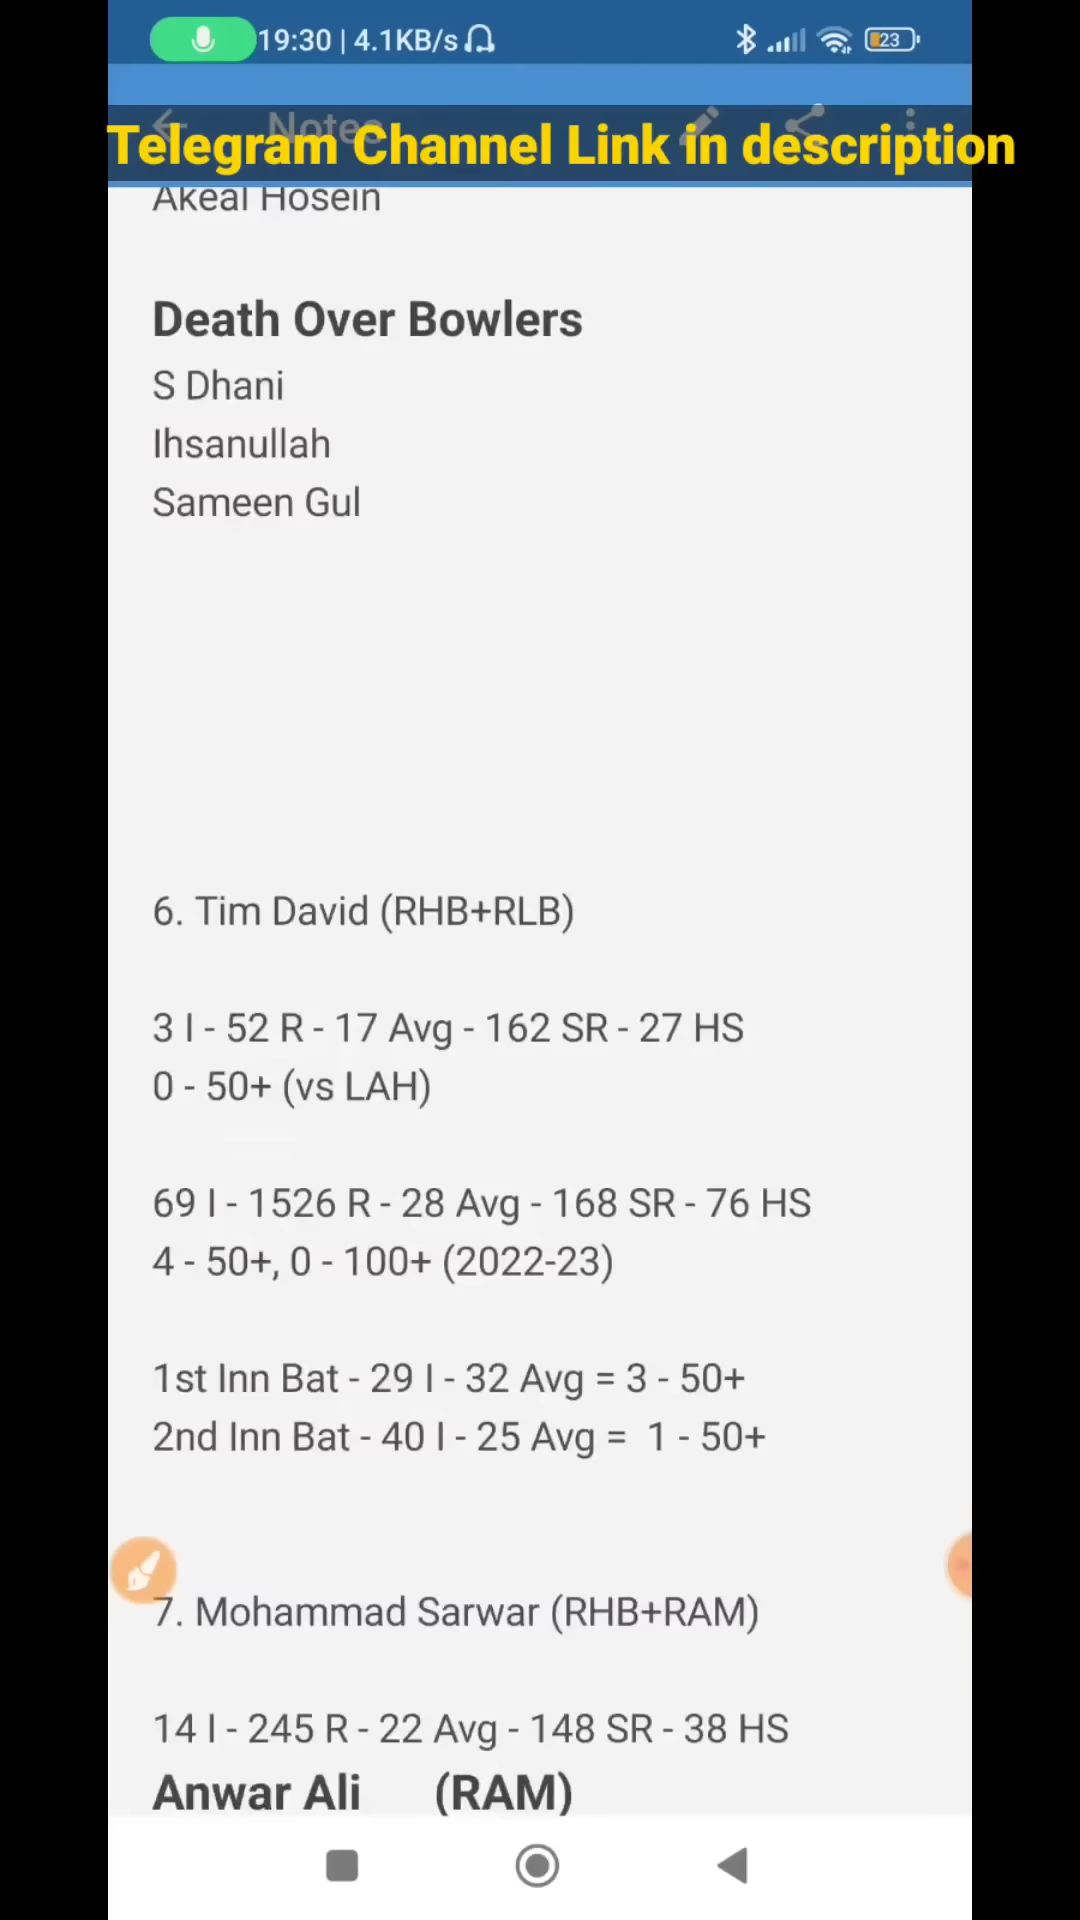 19:30 | 4.1KB/s
23
Notes
Telegram Channel Link in description
Akeal Hosein
Death Over Bowlers
S Dhani
Ihsanullah
Sameen Gul
6. Tim David (RHB+RLB)
3 I - 52 R - 17 Avg - 162 SR - 27 HS
0 - 50+ (vs LAH)
69 I - 1526 R - 28 Avg - 168 SR - 76 HS
4 - 50+, 0 - 100+ (2022-23)
1st Inn Bat - 29 I - 32 Avg = 3 - 50+
2nd Inn Bat - 40 I - 25 Avg =  1 - 50+
7. Mohammad Sarwar (RHB+RAM)
14 I - 245 R - 22 Avg - 148 SR - 38 HS
Anwar Ali (RAM)